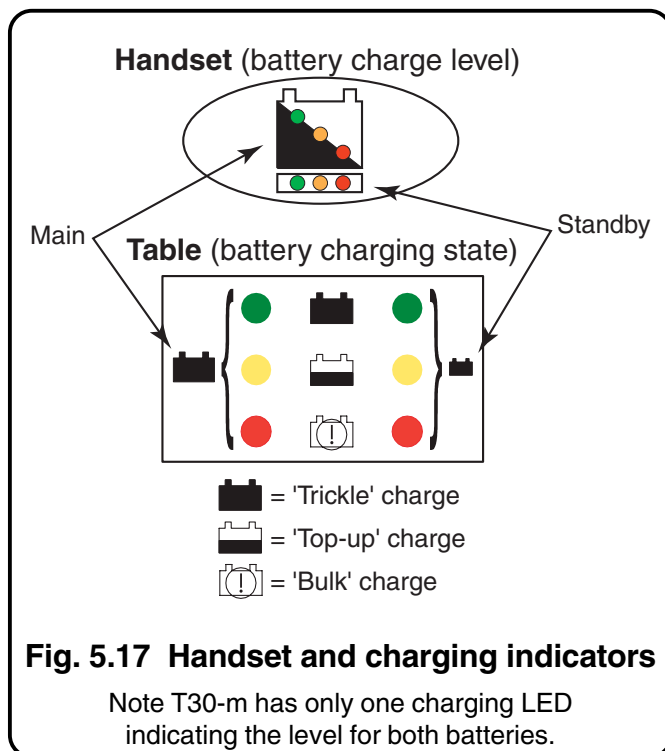 Handset (battery charge level)
Main
Standby
Table (battery charging state)
= 'Trickle' charge
= 'Top-up' charge
= 'Bulk' charge
Fig. 5.17 Handset and charging indicators
Note T30-m has only one charging LED
indicating the level for both batteries.